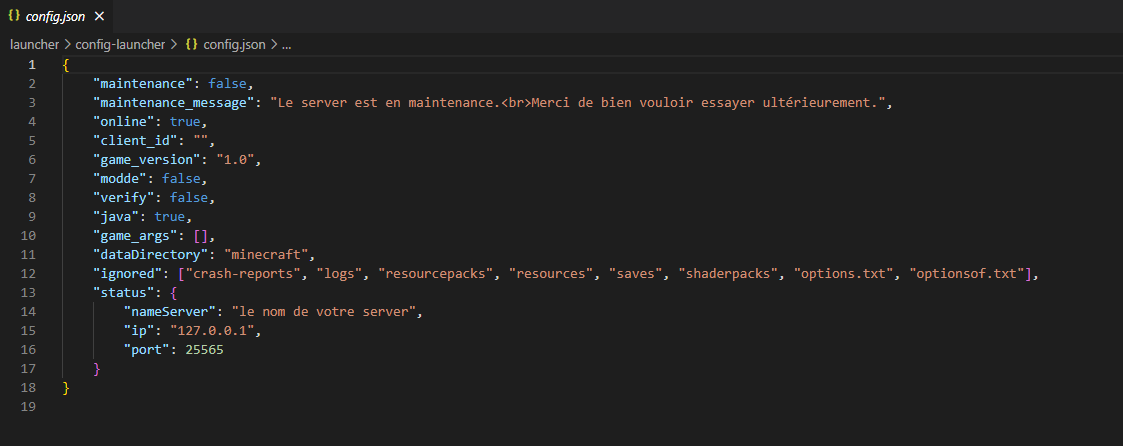 {} config.json ×
launcher > config-launcher > {} config.json > ...
1 {
2 "maintenance": false,
3 "maintenance_message": "Le server est en maintenance.<br>Merci de bien vouloir essayer ultérieurement.",
4 "online": true,
5 "client_id": "",
6 "game_version": "1.0",
7 "modde": false,
8 "verify": false,
9 "java": true,
10 "game_args": [],
11 "dataDirectory": "minecraft",
12 "ignored": ["crash-reports", "logs", "resourcepacks", "resources", "saves", "shaderpacks", "options.txt", "optionsof.txt"],
13 "status": {
14 "nameServer": "le nom de votre server",
15 "ip": "127.0.0.1",
16 "port": 25565
17 }
18 }
19